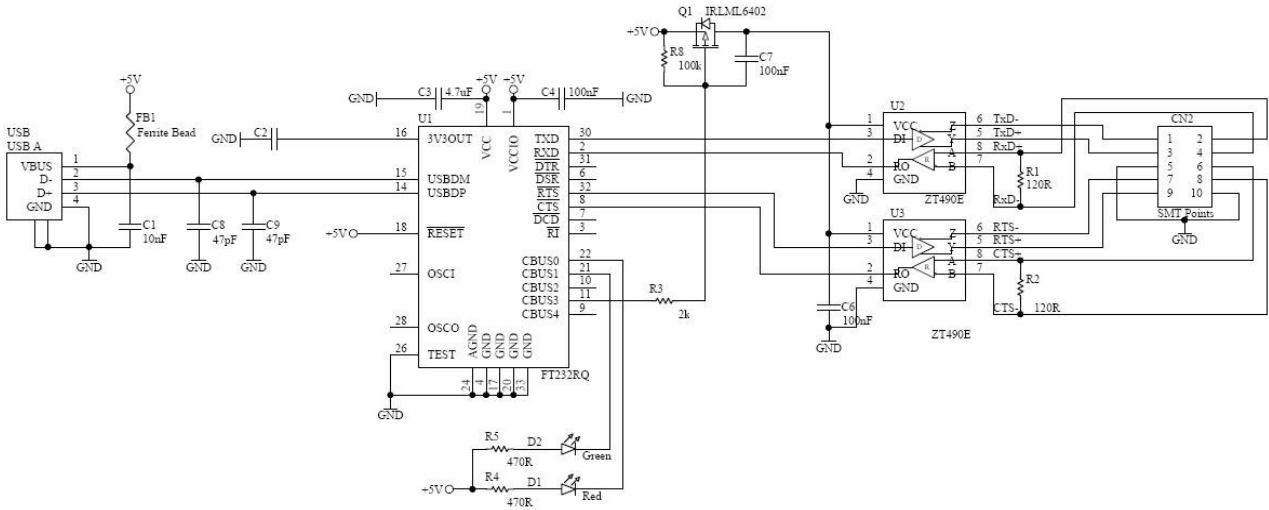 Q1 IRLML6402
+5V
R8
100k
C7
100nF
+5V
FB1
Ferrite Bead
GND
C3
4.7uF
+5V
+5V
C4
100nF
GND
GND
C2
U1
19
1
VCC
VCCIO
USB
USB A
VBUS
D-
D+
GND
1
2
3
4
C1
10nF
C8
47pF
C9
47pF
GND
GND
GND
GND
+5V
16
15
14
18
27
28
26
3V3OUT
USBDM
USBDP
RESET
OSCI
OSCO
TEST
TXD
RXD
DTR
DSR
RTS
CTS
DCD
RI
CBUS0
CBUS1
CBUS2
CBUS3
CBUS4
30
2
31
6
32
8
7
3
22
21
10
11
9
AGND
GND
GND
GND
GND
24
4
17
20
33
FT232RQ
GND
R3
2k
R5
470R
D2
Green
+5V
R4
470R
D1
Red
U2
1
3
2
4
VCC
DI
RO
GND
D
R
Z
Y
A
B
6 TxD-
5 TxD+
8 RxD+
7
GND
ZT490E
R1
120R
RxD-
U3
1
3
2
4
VCC
DI
RO
GND
D
R
Z
Y
A
B
6 RTS-
5 RTS+
8 CTS+
7
R2
120R
CTS-
C6
100nF
GND
ZT490E
CN2
1 2
3 4
5 6
7 8
9 10
SMT Points
GND